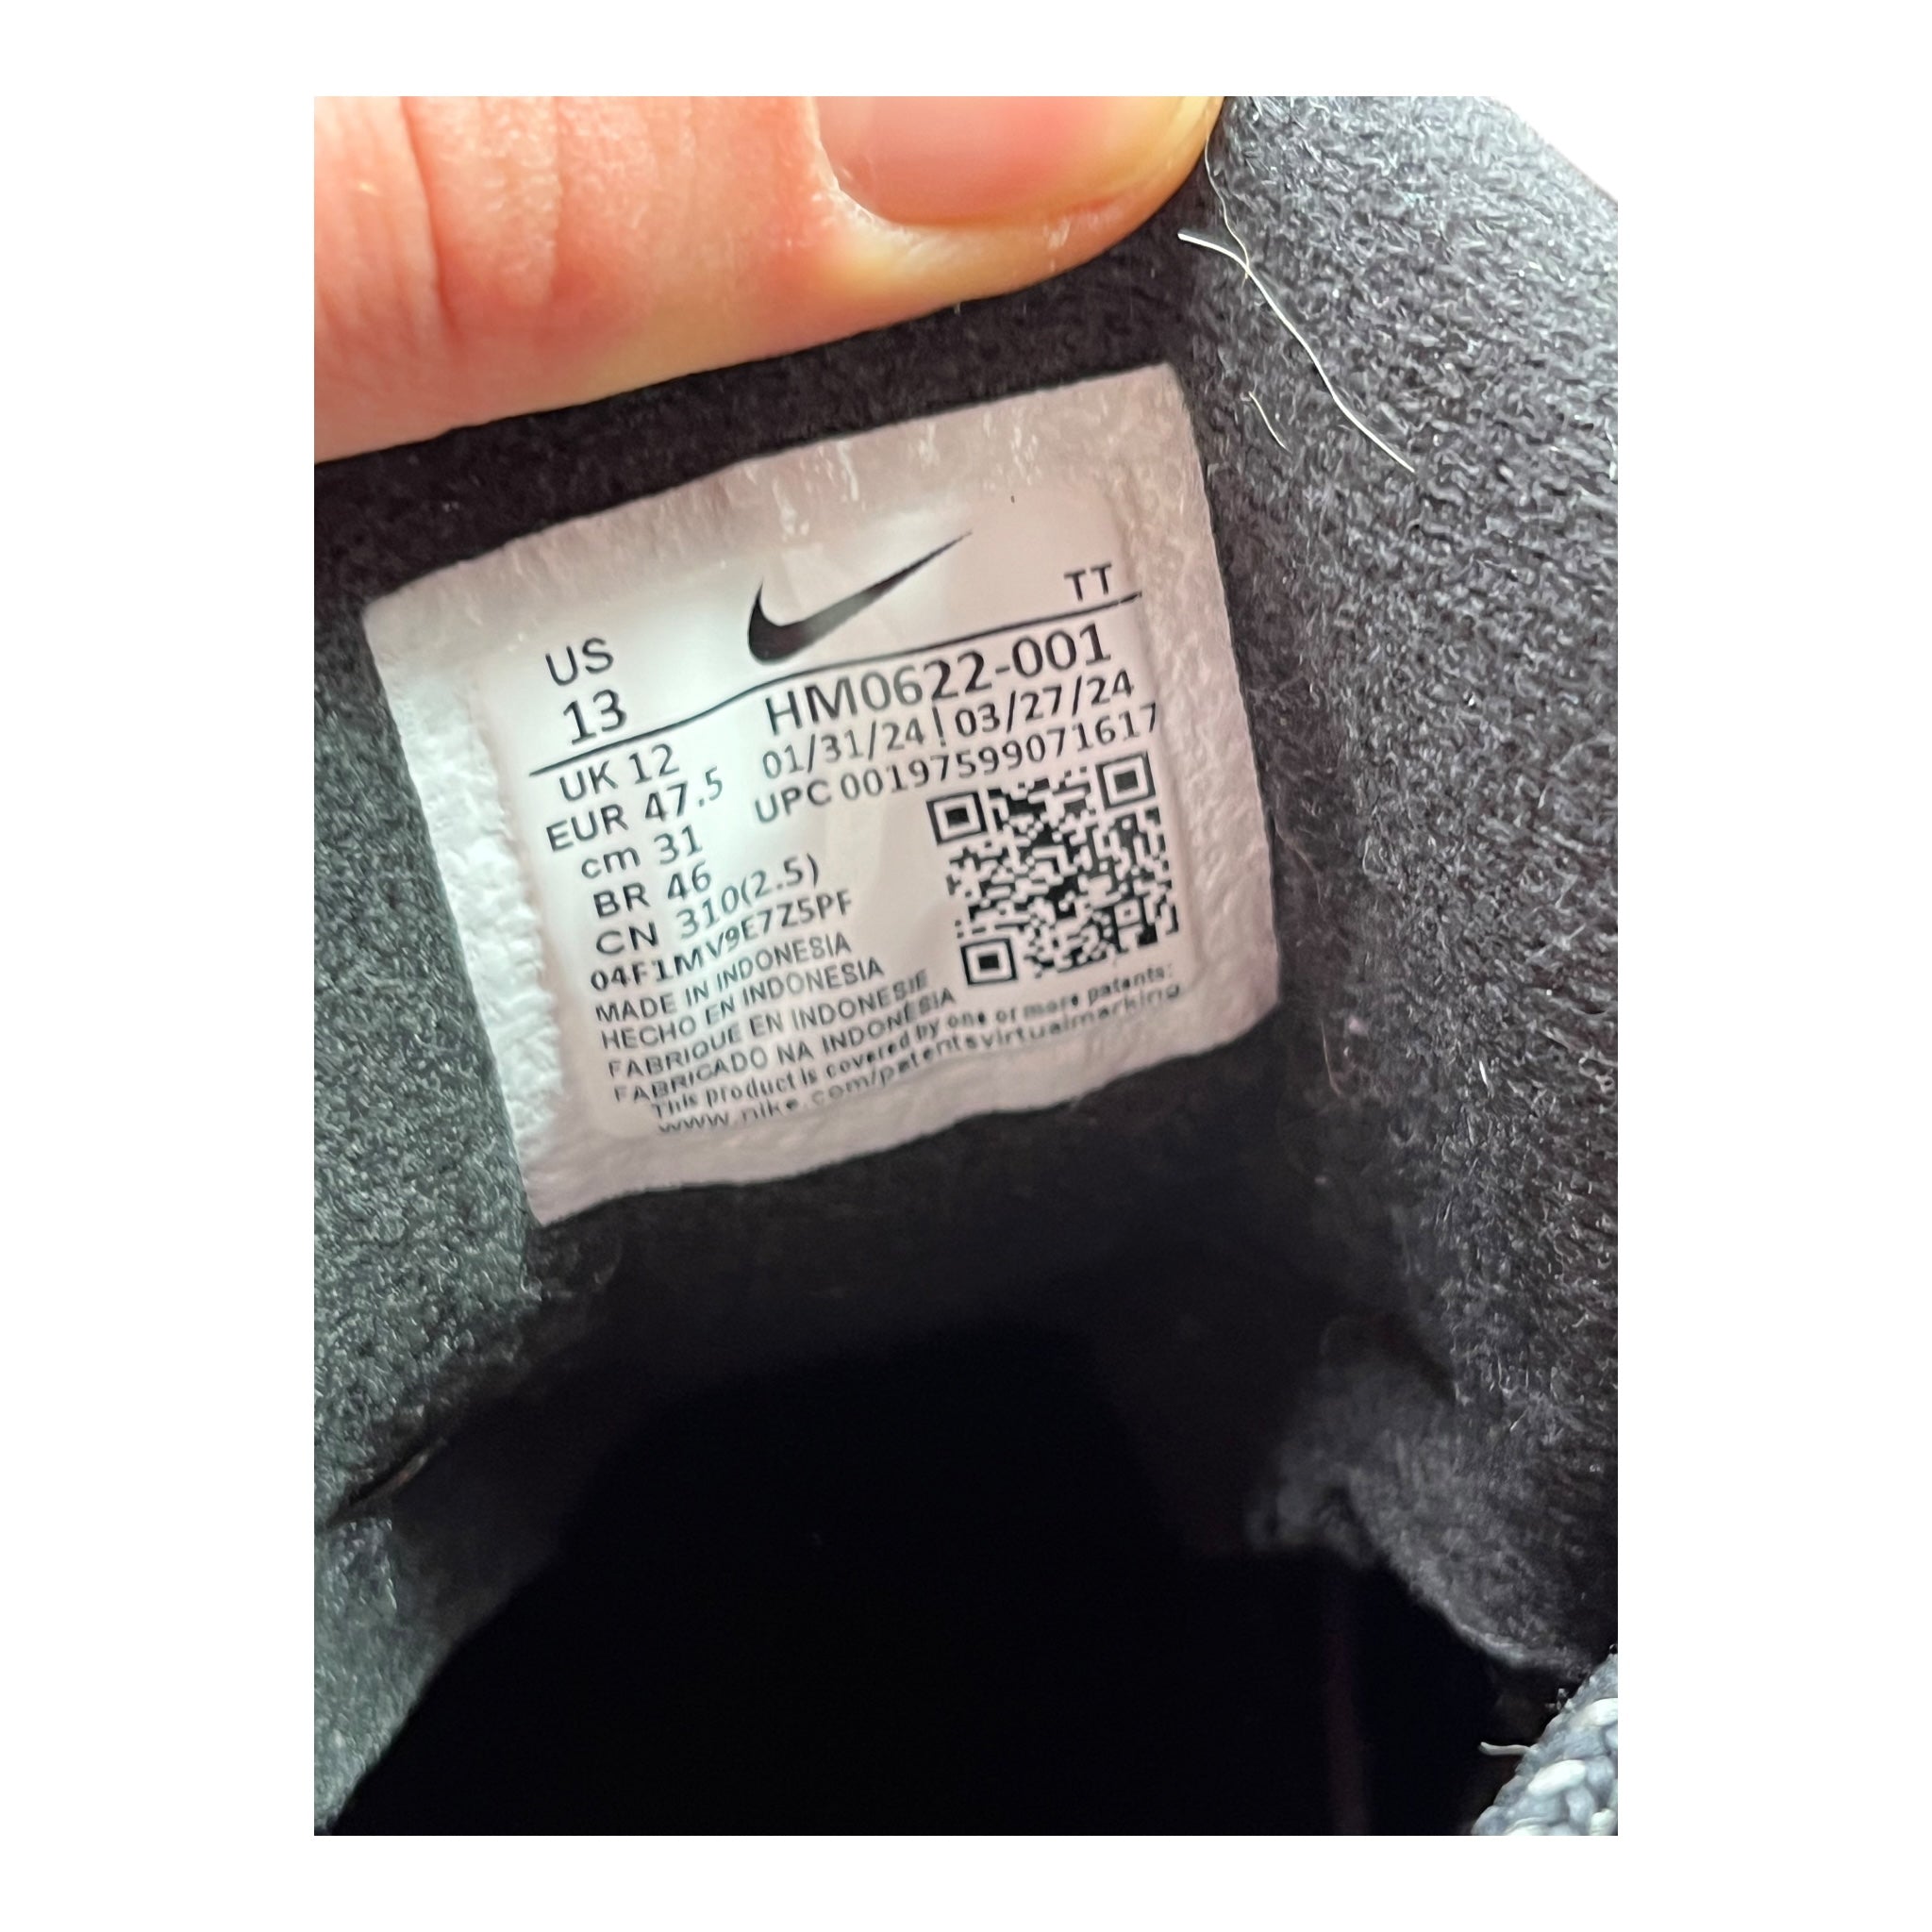 TT
US
13
HM0622-001
01/31/24 | 03/27/24
UPC 00197599071617
UK 12
EUR 47.5
cm 31
BR 46
CN 310(2.5)
04F1MV9E7Z5PF
MADE IN INDONESIA
HECHO EN INDONESIA
FABRIQUE EN INDONESIE
FABRICADO NA INDONÉSIA
This product is covered by one or more patents:
www.nike.com/patentsvirtualmarking